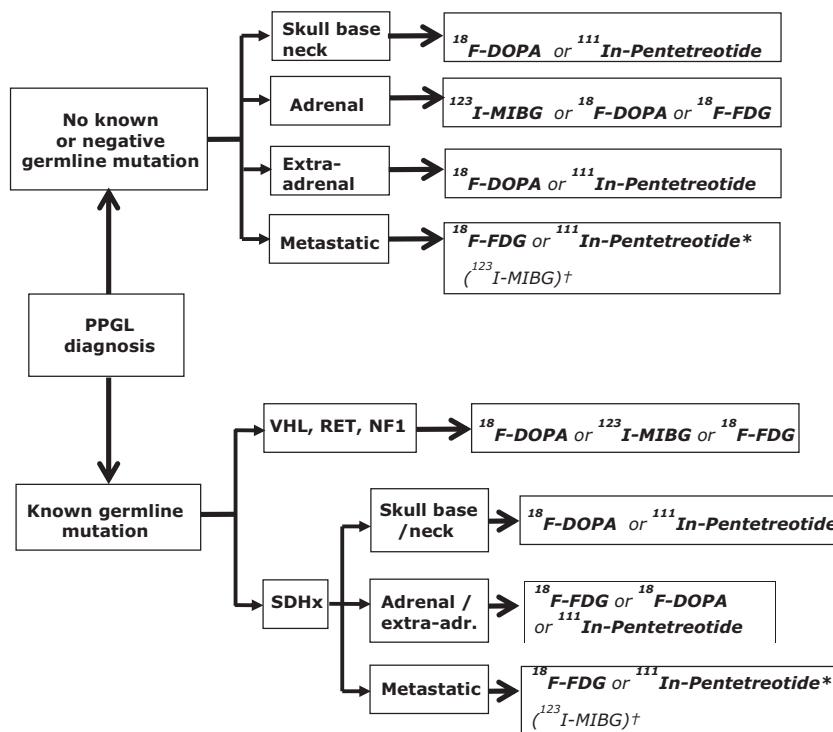 Skull base
neck
¹⁸F-DOPA or ¹¹¹In-Pentetreotide
No known
or negative
germline mutation
Adrenal
¹²³I-MIBG or ¹⁸F-DOPA or ¹⁸F-FDG
Extra-
adrenal
¹⁸F-DOPA or ¹¹¹In-Pentetreotide
Metastatic
¹⁸F-FDG or ¹¹¹In-Pentetreotide*
(¹²³I-MIBG)†
PPGL
diagnosis
VHL, RET, NF1
¹⁸F-DOPA or ¹²³I-MIBG or ¹⁸F-FDG
Known germline
mutation
Skull base
/neck
¹⁸F-DOPA or ¹¹¹In-Pentetreotide
SDHx
Adrenal /
extra-adr.
¹⁸F-FDG or ¹⁸F-DOPA
or ¹¹¹In-Pentetreotide
Metastatic
¹⁸F-FDG or ¹¹¹In-Pentetreotide*
(¹²³I-MIBG)†